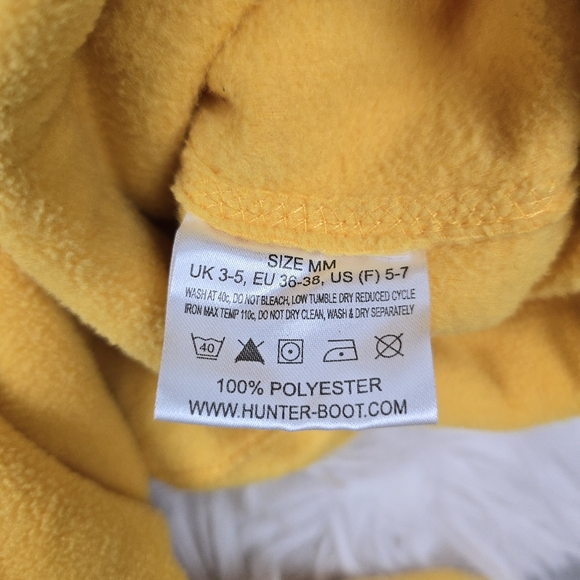 SIZE MM
UK 3-5, EU 36-38, US (F) 5-7
WASH AT 40c, DO NOT BLEACH, LOW TUMBLE DRY REDUCED CYCLE
IRON MAX TEMP 110c, DO NOT DRY CLEAN, WASH & DRY SEPARATELY
40
100% POLYESTER
WWW.HUNTER-BOOT.COM